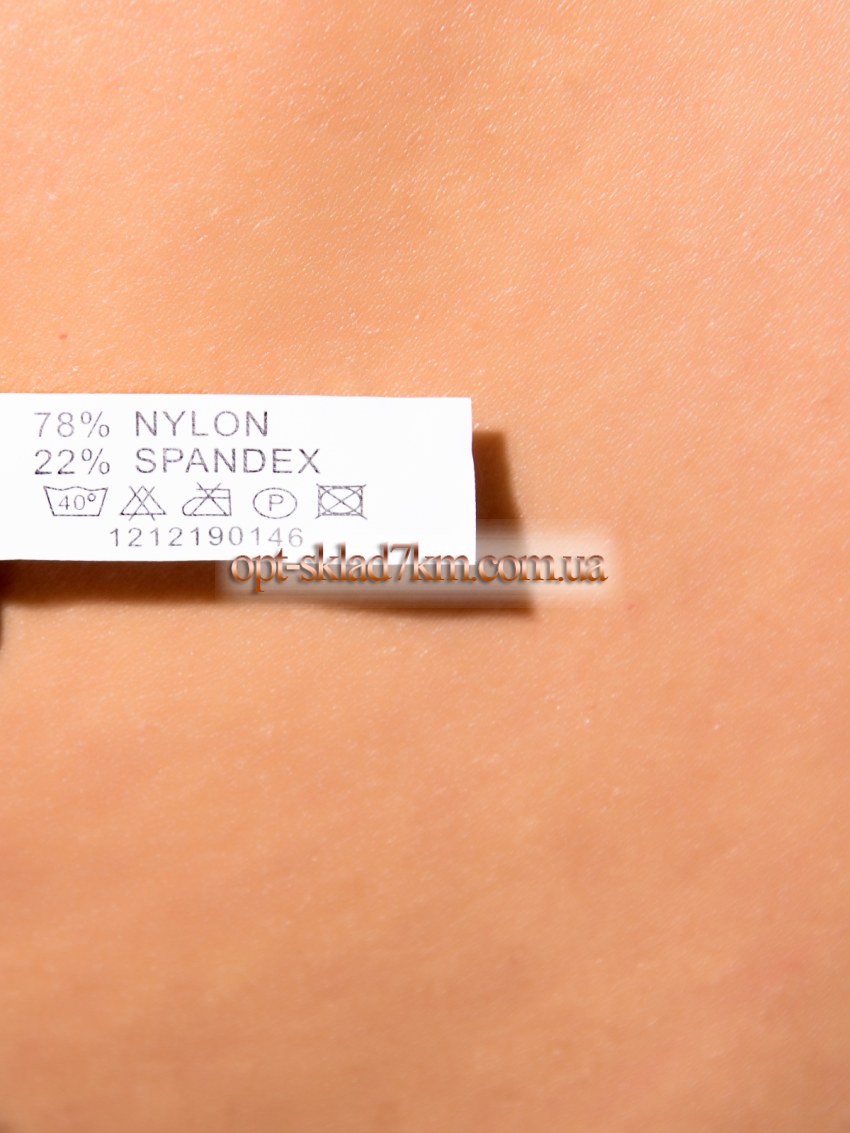 78% NYLON
22% SPANDEX
40° P
1212190146
opt-sklad7km.com.ua